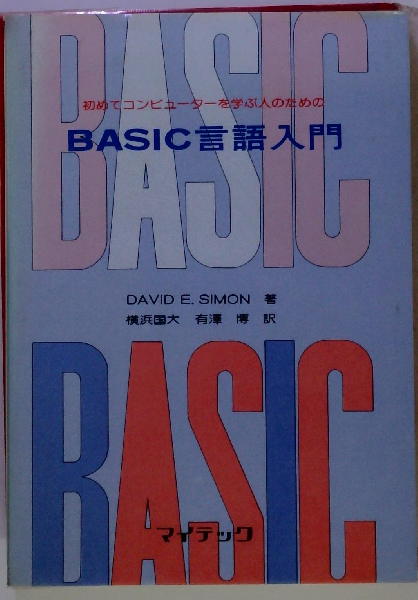 BASIC
初めてコンピューターを学ぶ人のための
BASIC言語入門
DAVID E. SIMON 著
横浜国大 有澤 博 訳
BASIC
マイテック